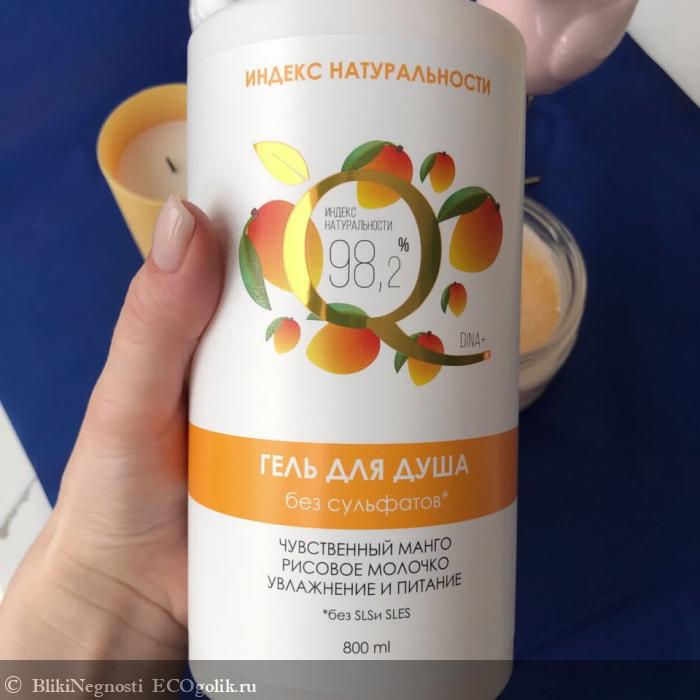 ИНДЕКС НАТУРАЛЬНОСТИ
ИНДЕКС
НАТУРАЛЬНОСТИ
98,2%
DINA+
ГЕЛЬ ДЛЯ ДУША
без сульфатов*
ЧУВСТВЕННЫЙ МАНГО
РИСОВОЕ МОЛОЧКО
УВЛАЖНЕНИЕ И ПИТАНИЕ
*без SLSи SLES
800 ml
© BlikiNegnosti ECOgolik.ru